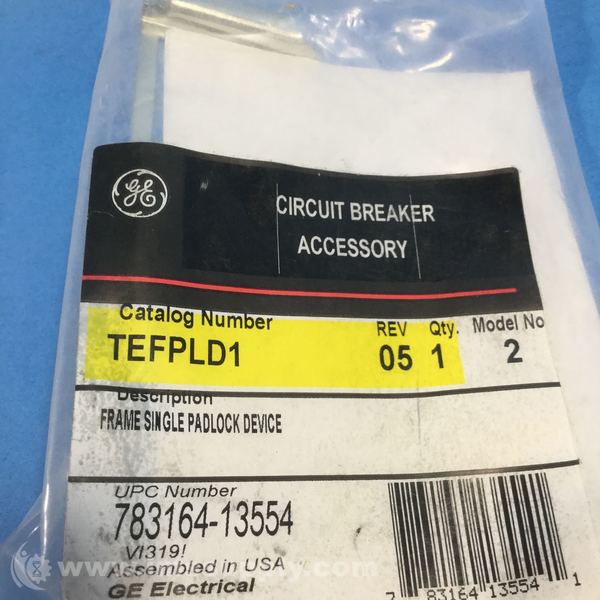 GE
CIRCUIT BREAKER
ACCESSORY
Catalog Number REV Qty. Model No
TEFPLD1 05 1 2
Description
FRAME SINGLE PADLOCK DEVICE
UPC Number
783164-13554
VI319!
Assembled in USA
GE Electrical
7 83164 13554 1